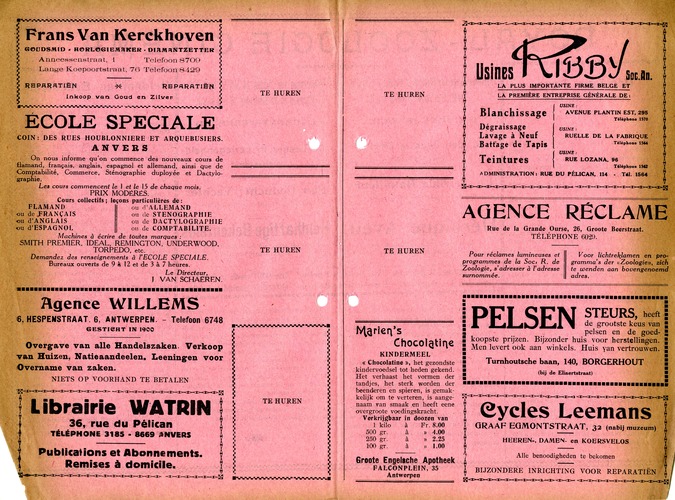 Frans Van Kerckhoven
GOUDSMID - HORLOGIEMAKER - DIAMANTZETTER
Anneessenstraat, 1 Telefoon 8709
Lange Koepoortstraat, 76 Telefoon 8429
REPARATIËN REPARATIËN
Inkoop van Goud en Zilver
ECOLE SPECIALE
COIN: DES RUES HOUBLONNIERE ET ARQUEBUSIERS.
ANVERS
On nous informe qu'on commence des nouveaux cours de
flamand, français, anglais, espagnol et allemand, ainsi que de
Comptabilité, Commerce, Sténographie duployée et Dactylo-
graphie.
Les cours commencent le 1 et le 15 de chaque mois.
PRIX MODERES.
Cours collectifs; leçons particulières de:
FLAMAND ou d'ALLEMAND
ou de FRANÇAIS ou de STENOGRAPHIE
ou d'ANGLAIS ou de DACTYLOGRAPHIE
ou d'ESPAGNOL ou de COMPTABILITE.
Machines à écrire de toutes marques:
SMITH PREMIER, IDEAL, REMINGTON, UNDERWOOD,
TORPEDO, etc.
Demandez des renseignements à l'ECOLE SPECIALE.
Bureaux ouverts de 9 à 12 et de 3 à 7 heures.
Le Directeur,
J. VAN SCHAEREN.
Agence WILLEMS
6, HESPENSTRAAT, 6, ANTWERPEN. - Telefoon 6748
GESTICHT IN 1900
Overgave van alle Handelszaken. Verkoop
van Huizen, Natieaandeelen, Leeningen voor
Overname van zaken.
NIETS OP VOORHAND TE BETALEN
Librairie WATRIN
36, rue du Pélican
TÉLÉPHONE 3185 - 8669 ANVERS
Publications et Abonnements.
Remises à domicile.
TE HUREN
TE HUREN
TE HUREN
TE HUREN
TE HUREN
Marlen's
Chocolatine
KINDERMEEL
« Chocolatine », het gezondste
kindervoedsel tot heden gekend.
Het verhaast het vormen der
tandjes, het sterk worden der
beenderen en spieren, is gemak-
kelijk om te verteren, is aange-
naam van smaak en heeft eene
overgroote voedingskracht.
Verkrijgbaar in doozen van
1 kilo à Fr. 8.00
500 gr. à » 4.00
250 gr. à » 2.25
100 gr. à » 1.00
Groote Engelsche Apotheek
FALCONPLEIN, 35
Antwerpen
Usines RIBBY Soc. An.
LA PLUS IMPORTANTE FIRME BELGE ET
LA PREMIÈRE ENTREPRISE GÉNÉRALE DE:
Blanchissage
Dégraissage
Lavage à Neuf
Battage de Tapis
Teintures
USINE:
AVENUE PLANTIN EST, 295
USINE:
RUELLE DE LA FABRIQUE
USINE:
RUE LOZANA, 96
ADMINISTRATION: RUE DU PÉLICAN, 114 - Tél. 1564
AGENCE RÉCLAME
Rue de la Grande Ourse, 26, Groote Beerstraat.
TÉLÉPHONE 6929.
Pour réclames lumineuses et
programmes de la Soc. R. de
Zoologie, s'adresser à l'adresse
surnommée.
Voor lichtreklamen en pro-
gramma's der «Zoologie», zich
te wenden aan bovengenoemd
adres.
PELSEN STEURS, heeft
de grootste keus van
pelsen en de goed-
koopste prijzen. Bijzonder huis voor herstellingen.
Men levert ook aan winkels. Huis van vertrouwen.
Turnhoutsche baan, 140, BORGERHOUT
(bij de Eliaertstraat)
Cycles Leemans
GRAAF EGMONTSTRAAT, 32 (nabij muzeum)
HEEREN-, DAMEN- en KOERSVELOS
Alle benoodigheden te bekomen
BIJZONDERE INRICHTING VOOR REPARATIËN